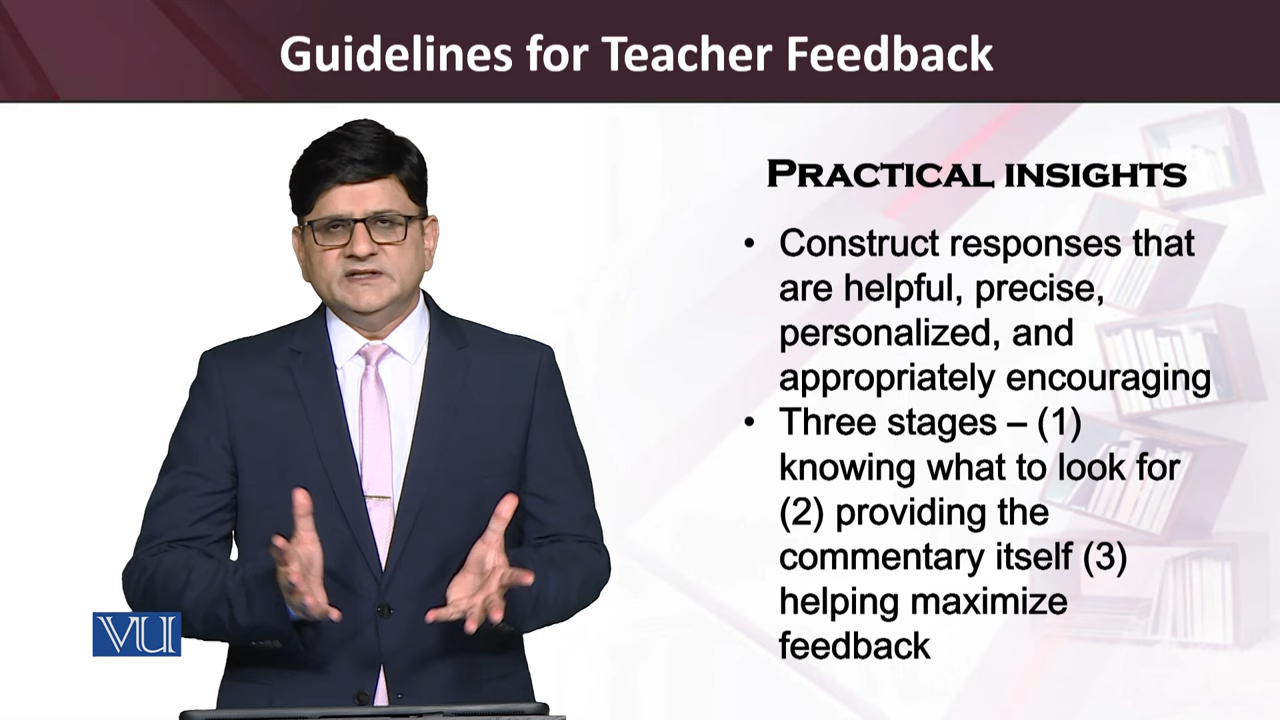 Guidelines for Teacher Feedback
PRACTICAL INSIGHTS
• Construct responses that
are helpful, precise,
personalized, and
appropriately encouraging
• Three stages – (1)
knowing what to look for
(2) providing the
commentary itself (3)
helping maximize
feedback
VU